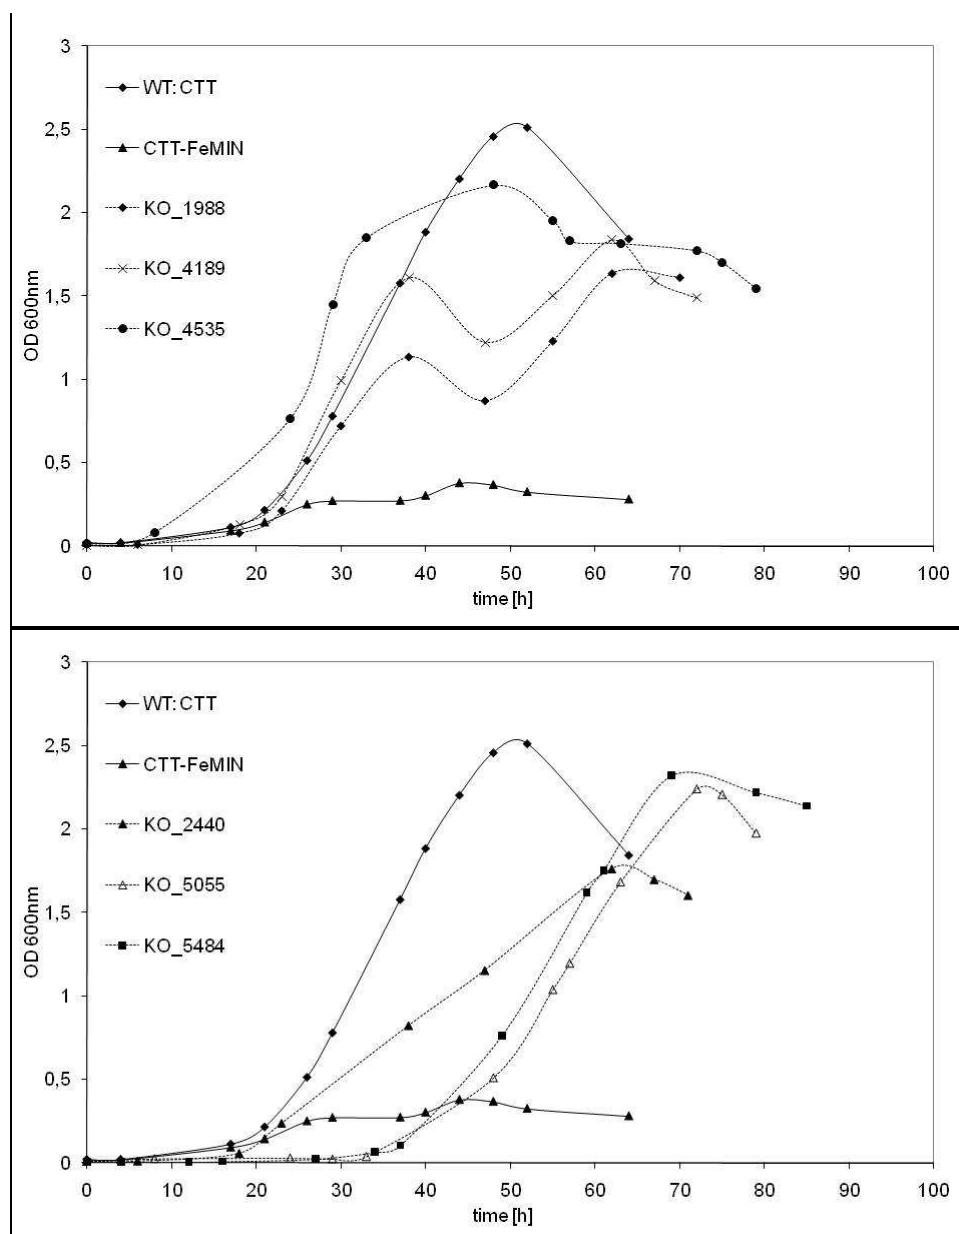 3
WT:CTT
2,5
CTT-FeMIN
2
KO_1988
KO_4189
1,5
KO_4535
1
0,5
0
OD 600nm
0 10 20 30 40 50 60 70 80 90 100
time [h]
3
WT:CTT
2,5
CTT-FeMIN
2
KO_2440
KO_5055
1,5
KO_5484
1
0,5
0
OD 600nm
0 10 20 30 40 50 60 70 80 90 100
time [h]